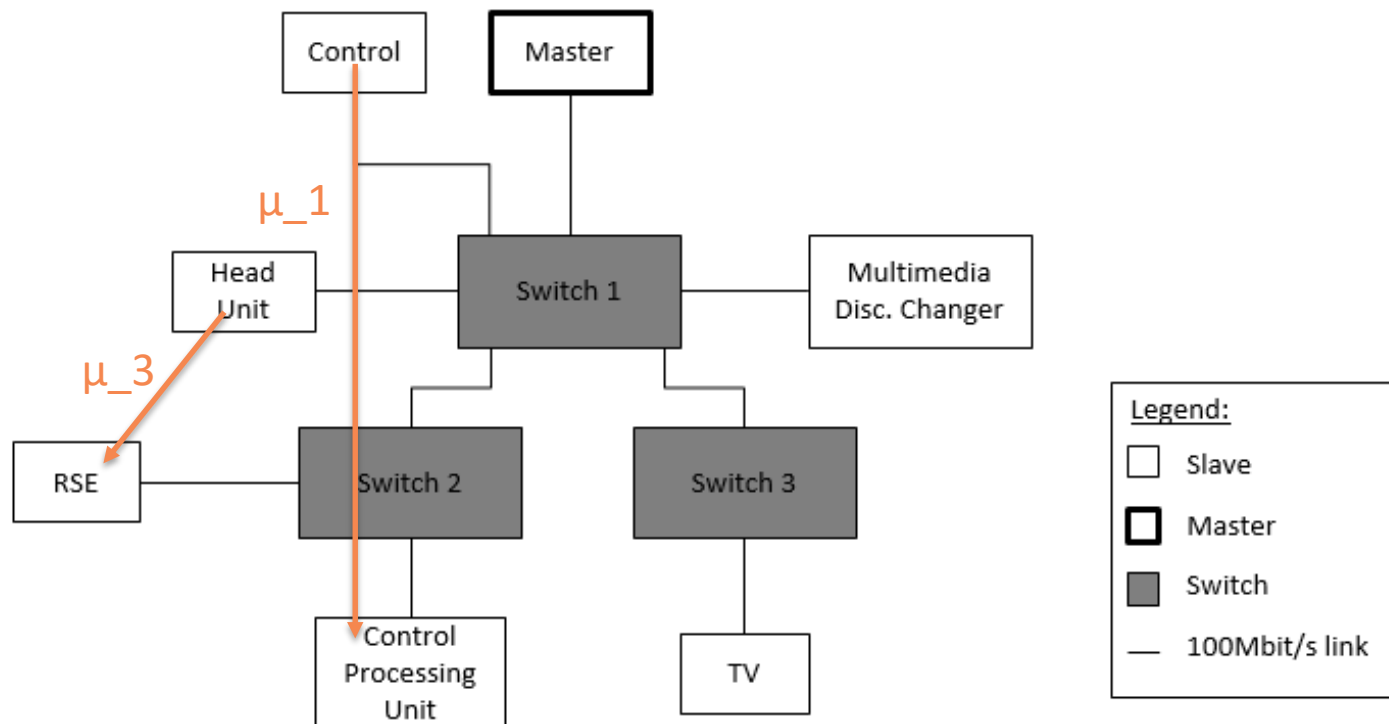 Control
Master
μ_1
Head
Unit
Switch 1
Multimedia
Disc. Changer
μ_3
RSE
Switch 2
Switch 3
Control
Processing
Unit
TV
Legend:
Slave
Master
Switch
100Mbit/s link